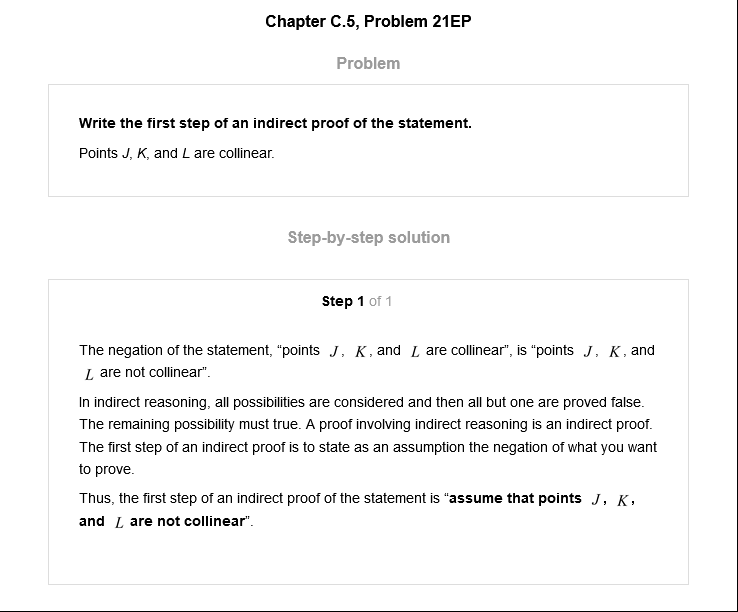 Chapter C.5, Problem 21EP
Problem
Write the first step of an indirect proof of the statement.
Points J, K, and L are collinear.
Step-by-step solution
Step 1 of 1
The negation of the statement, “points J, K, and L are collinear”, is “points J, K, and
L are not collinear”.
In indirect reasoning, all possibilities are considered and then all but one are proved false.
The remaining possibility must true. A proof involving indirect reasoning is an indirect proof.
The first step of an indirect proof is to state as an assumption the negation of what you want
to prove.
Thus, the first step of an indirect proof of the statement is “assume that points J, K,
and L are not collinear”.